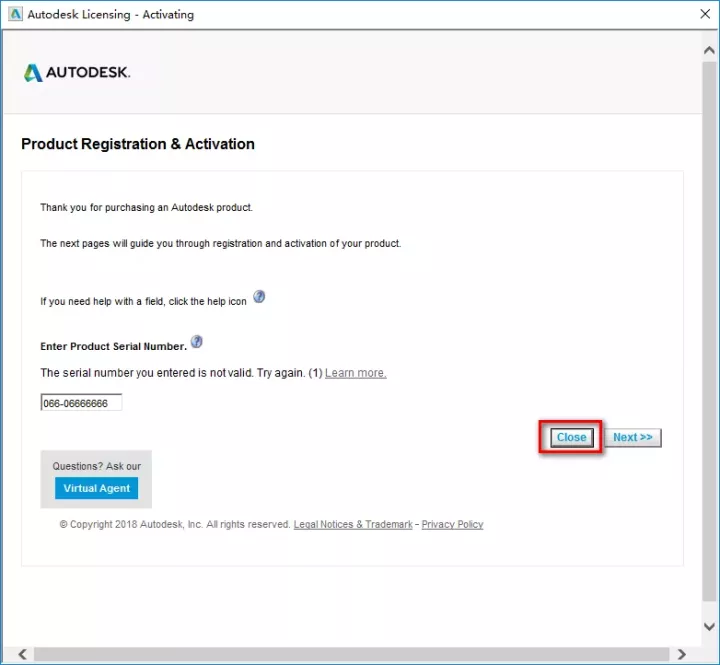 Autodesk Licensing - Activating
AUTODESK.
Product Registration & Activation
Thank you for purchasing an Autodesk product.
The next pages will guide you through registration and activation of your product.
If you need help with a field, click the help icon
Enter Product Serial Number.
The serial number you entered is not valid. Try again. (1) Learn more.
066-06666666
Close Next >>
Questions? Ask our
Virtual Agent
© Copyright 2018 Autodesk, Inc. All rights reserved. Legal Notices & Trademark - Privacy Policy